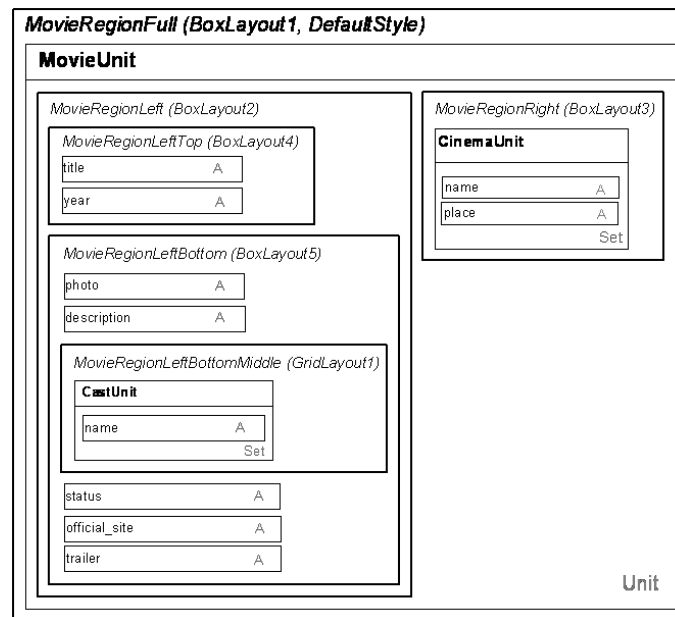 MovieRegionFull (BoxLayout1, DefaultStyle)
MovieUnit
MovieRegionLeft (BoxLayout2)
MovieRegionLeftTop (BoxLayout4)
title A
year A
MovieRegionLeftBottom (BoxLayout5)
photo A
description A
MovieRegionLeftBottomMiddle (GridLayout1)
CastUnit
name A
Set
status A
official_site A
trailer A
MovieRegionRight (BoxLayout3)
CinemaUnit
name A
place A
Set
Unit